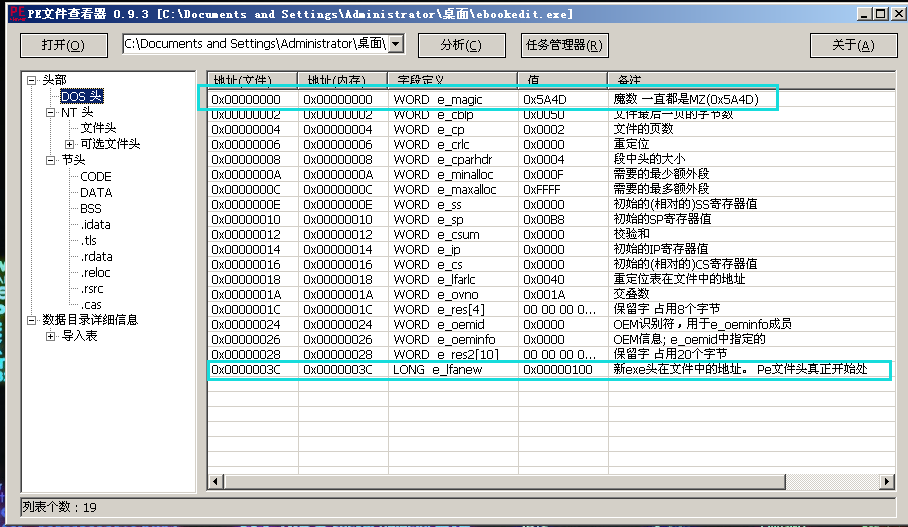 PE文件查看器 0.9.3 [C:\Documents and Settings\Administrator\桌面\ebookedit.exe]
打开(O) C:\Documents and Settings\Administrator\桌面\ 分析(C) 任务管理器(R) 关于(A)
头部
DOS 头
NT 头
文件头
可选文件头
节头
CODE
DATA
BSS
.idata
.tls
.rdata
.reloc
.rsrc
.cas
数据目录详细信息
导入表
地址(文件) 地址(内存) 字段定义 值 备注
0x00000000 0x00000000 WORD e_magic 0x5A4D 魔数 一直都是MZ(0x5A4D)
0x00000002 0x00000002 WORD e_cblp 0x0050 文件最后一页的字节数
0x00000004 0x00000004 WORD e_cp 0x0002 文件的页数
0x00000006 0x00000006 WORD e_crlc 0x0000 重定位
0x00000008 0x00000008 WORD e_cparhdr 0x0004 段中头的大小
0x0000000A 0x0000000A WORD e_minalloc 0x000F 需要的最少额外段
0x0000000C 0x0000000C WORD e_maxalloc 0xFFFF 需要的最多额外段
0x0000000E 0x0000000E WORD e_ss 0x0000 初始的(相对的)SS寄存器值
0x00000010 0x00000010 WORD e_sp 0x00B8 初始的SP寄存器值
0x00000012 0x00000012 WORD e_csum 0x0000 校验和
0x00000014 0x00000014 WORD e_ip 0x0000 初始的IP寄存器值
0x00000016 0x00000016 WORD e_cs 0x0000 初始的(相对的)CS寄存器值
0x00000018 0x00000018 WORD e_lfarlc 0x0040 重定位表在文件中的地址
0x0000001A 0x0000001A WORD e_ovno 0x001A 交叠数
0x0000001C 0x0000001C WORD e_res[4] 00 00 00 0... 保留字 占用8个字节
0x00000024 0x00000024 WORD e_oemid 0x0000 OEM识别符，用于e_oeminfo成员
0x00000026 0x00000026 WORD e_oeminfo 0x0000 OEM信息; e_oemid中指定的
0x00000028 0x00000028 WORD e_res2[10] 00 00 00 0... 保留字 占用20个字节
0x0000003C 0x0000003C LONG e_lfanew 0x00000100 新exe头在文件中的地址。 Pe文件头真正开始处
列表个数：19